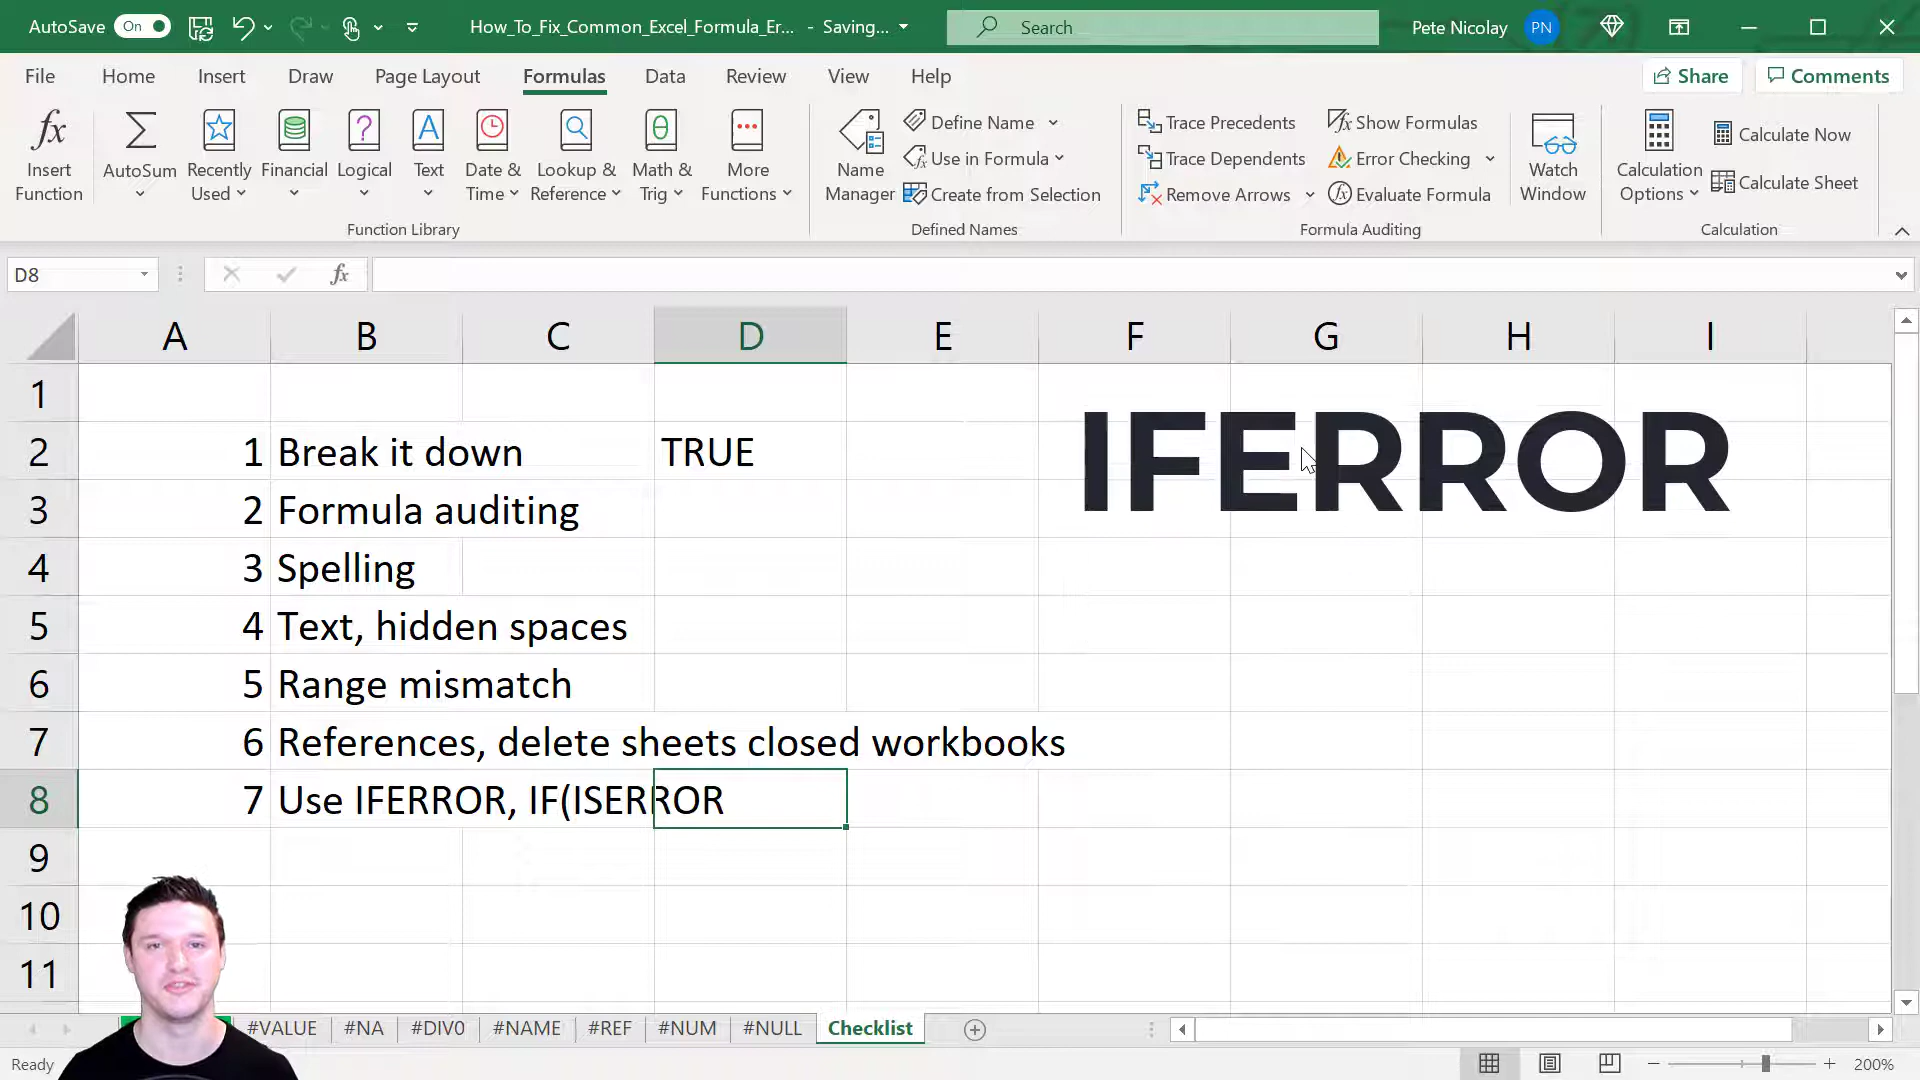 AutoSave On How_To_Fix_Common_Excel_Formula_Er... - Saving... Search Pete Nicolay PN
File Home Insert Draw Page Layout Formulas Data Review View Help Share Comments
Insert Function
AutoSum
Recently Used
Financial
Logical
Text
Date & Time
Lookup & Reference
Math & Trig
More Functions
Function Library
Name Manager
Define Name
Use in Formula
Create from Selection
Defined Names
Trace Precedents
Trace Dependents
Remove Arrows
Show Formulas
Error Checking
Evaluate Formula
Formula Auditing
Watch Window
Calculation Options
Calculate Now
Calculate Sheet
Calculation
D8 fx
A B C D E F G H I
1
2 1 Break it down TRUE
IFERROR
3 2 Formula auditing
4 3 Spelling
5 4 Text, hidden spaces
6 5 Range mismatch
7 6 References, delete sheets closed workbooks
8 7 Use IFERROR, IF(ISERROR
9
10
11
#VALUE #NA #DIV0 #NAME #REF #NUM #NULL Checklist
Ready 200%